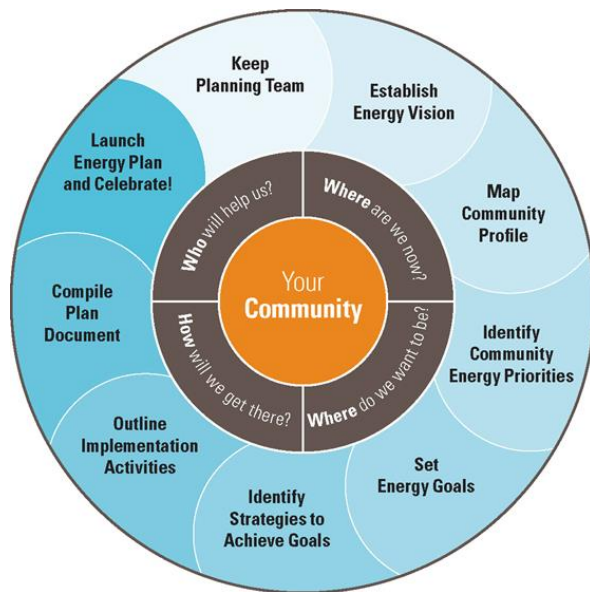 Keep
Planning Team
Establish
Energy Vision
Map
Community
Profile
Identify
Community
Energy Priorities
Set
Energy Goals
Identify
Strategies to
Achieve Goals
Outline
Implementation
Activities
Compile
Plan
Document
Launch
Energy Plan
and Celebrate!
Who will help us?
Where are we now?
Where do we want to be?
How will we get there?
Your
Community